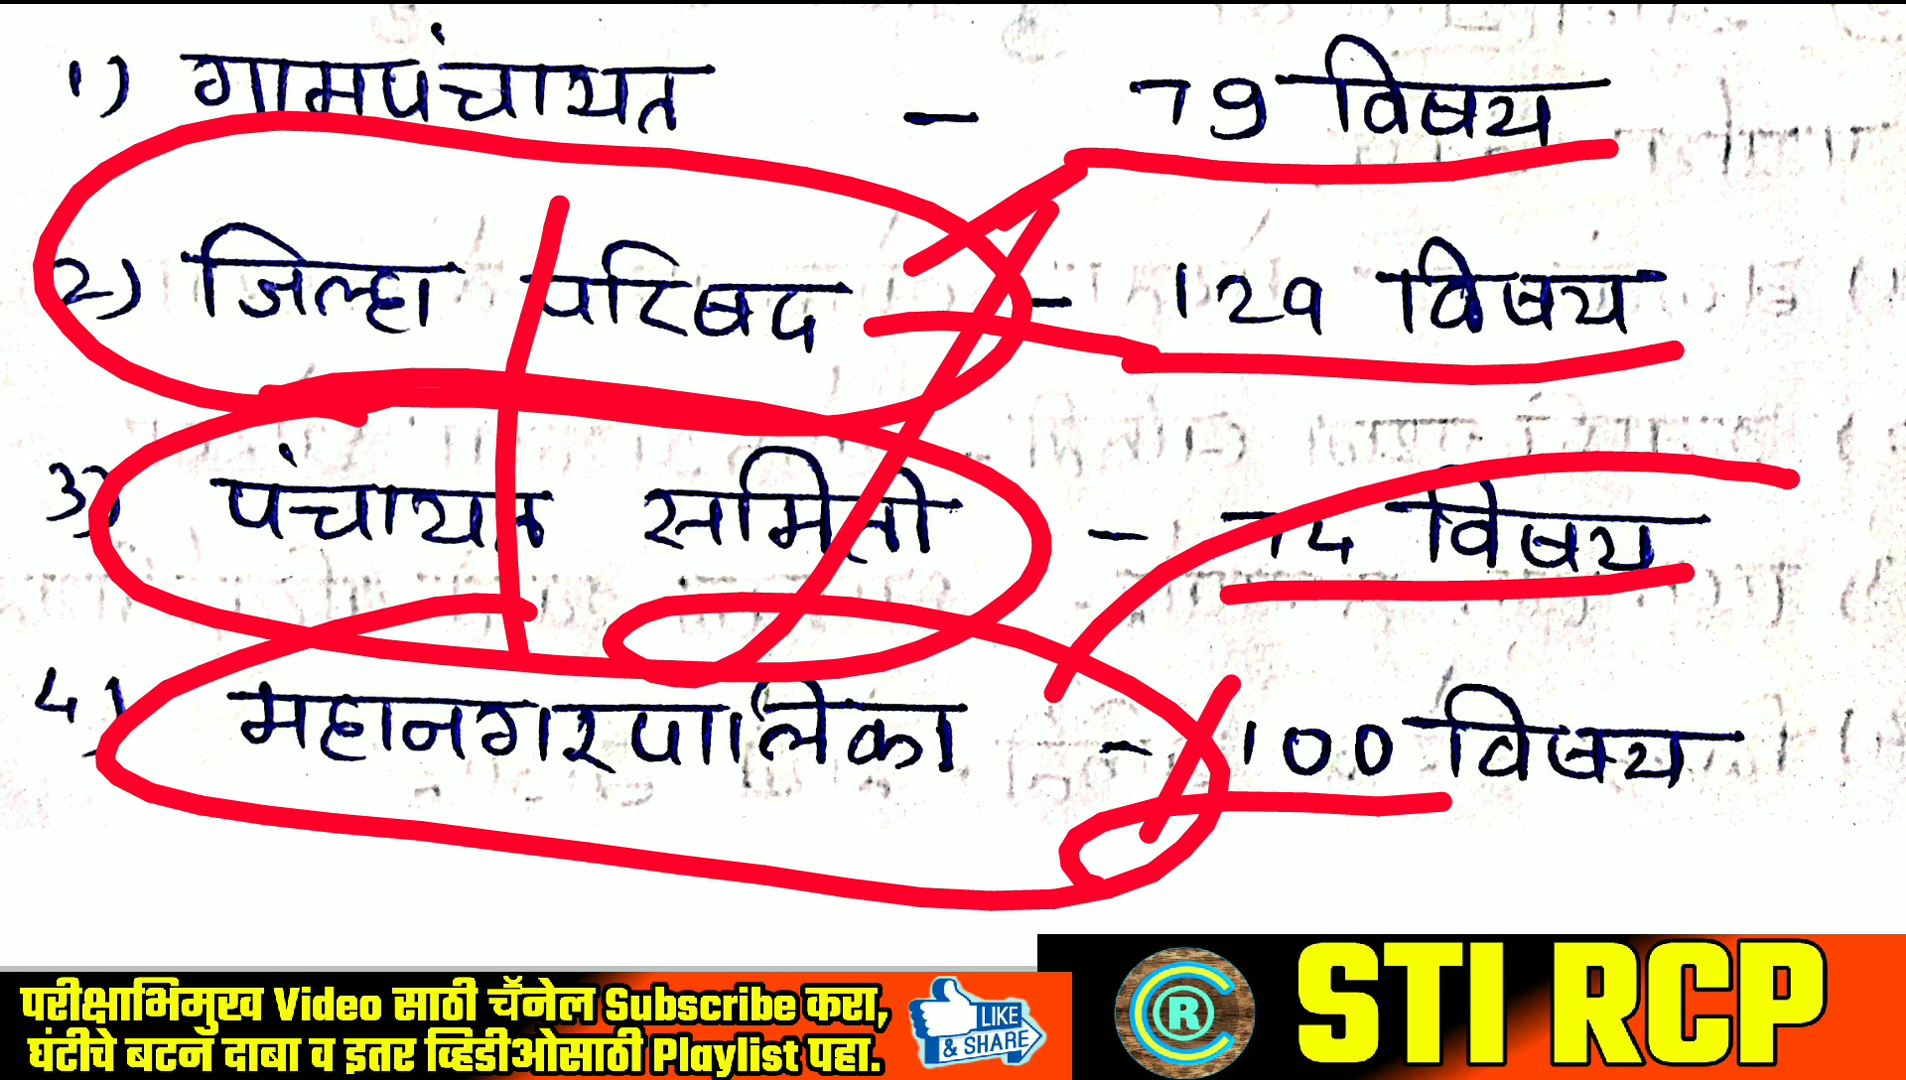 1) गामपंचायत - 79 विषय
2) जिल्हा परिषद - 129 विषय
3) पंचायत समिती - 74 विषय
4) महानगरपालिका - 100 विषय
STI RCP
परीक्षाभिमुख Video साठी चॅनेल Subscribe करा,
घंटीचे बटन दाबा व इतर व्हिडीओसाठी Playlist पहा.
LIKE
& SHARE
C R